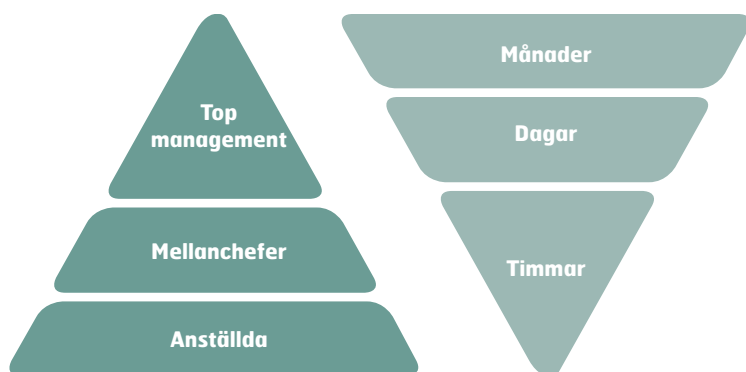 Top
management
Mellanchefer
Anställda
Månader
Dagar
Timmar